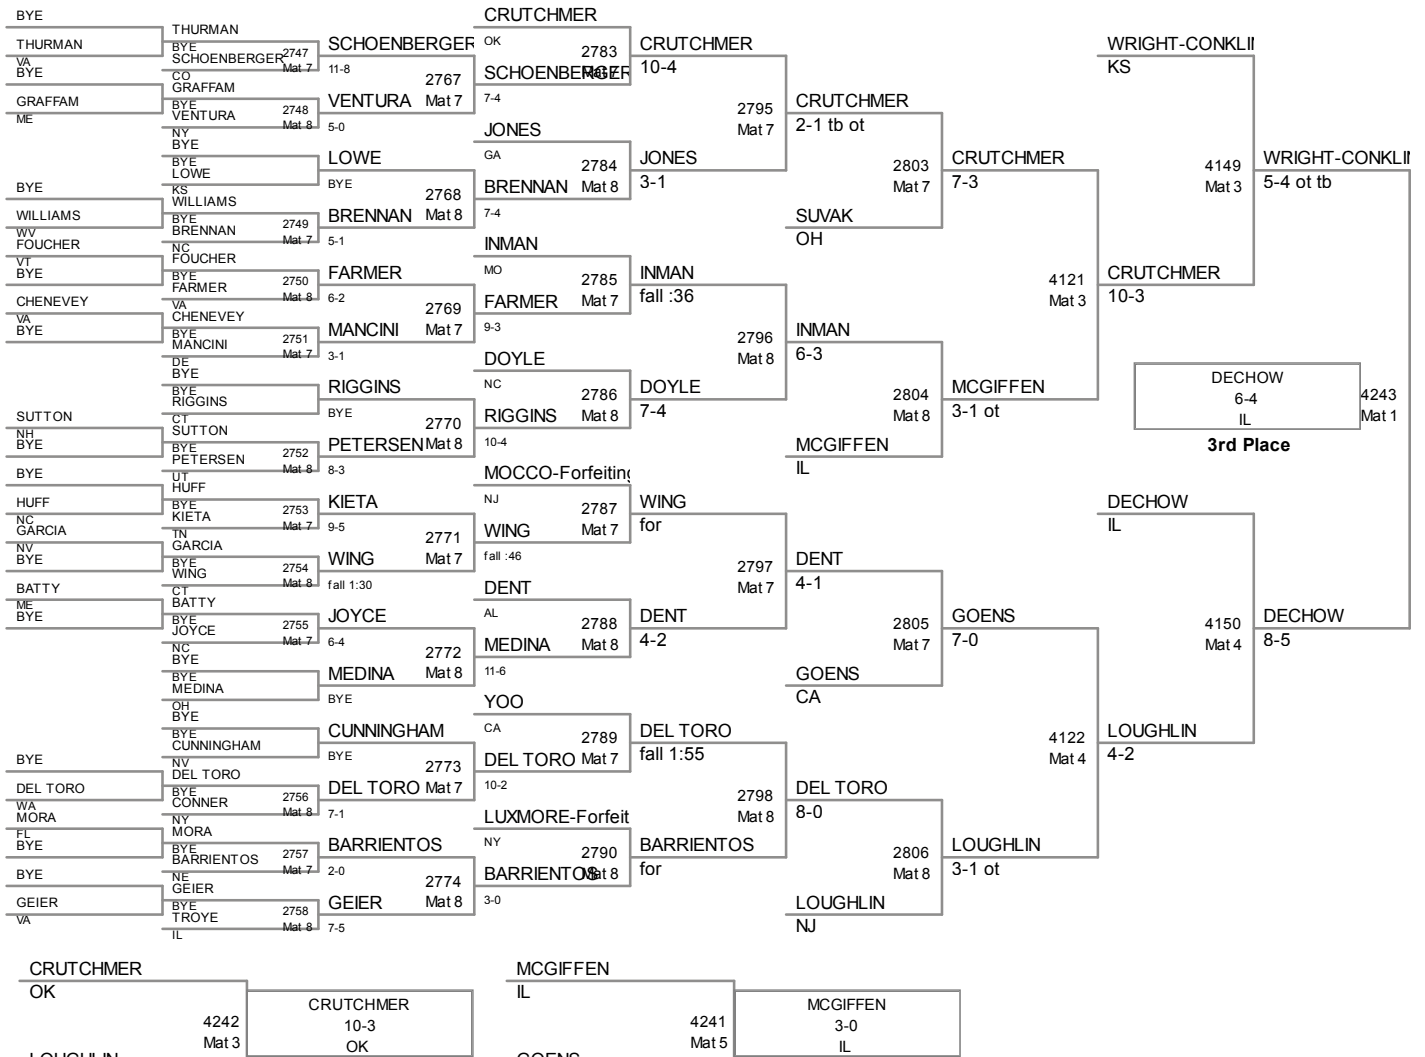 BYE
THURMAN
VA
BYE
GRAFFAM
ME
BYE
WILLIAMS
WV
FOUCHER
VT
BYE
CHENEVEY
VA
BYE
SUTTON
NH
BYE
BYE
HUFF
NC
GARCIA
NV
BYE
BATTY
ME
BYE
BYE
DEL TORO
WA
MORA
FL
BYE
BYE
GEIER
VA
THURMAN
BYE
SCHOENBERGER
2747
Mat 7
CO
GRAFFAM
BYE
VENTURA
2748
Mat 8
NY
BYE
BYE
LOWE
KS
WILLIAMS
BYE
BRENNAN
2749
Mat 7
NC
FOUCHER
BYE
FARMER
2750
Mat 8
VA
CHENEVEY
BYE
MANCINI
2751
Mat 7
DE
BYE
BYE
RIGGINS
CT
SUTTON
BYE
PETERSEN
2752
Mat 8
UT
HUFF
BYE
KIETA
2753
Mat 7
TN
GARCIA
BYE
WING
2754
Mat 8
CT
BATTY
BYE
JOYCE
2755
Mat 7
NC
BYE
BYE
MEDINA
OH
BYE
BYE
CUNNINGHAM
NV
DEL TORO
BYE
CONNER
2756
Mat 8
NY
MORA
BYE
BARRIENTOS
2757
Mat 7
NE
GEIER
BYE
TROYE
2758
Mat 8
IL
SCHOENBERGER
11-8
2767
Mat 7
VENTURA
5-0
LOWE
BYE
2768
Mat 8
BRENNAN
5-1
FARMER
6-2
2769
Mat 7
MANCINI
3-1
RIGGINS
BYE
2770
Mat 8
PETERSEN
8-3
KIETA
9-5
2771
Mat 7
WING
fall 1:30
JOYCE
6-4
2772
Mat 8
MEDINA
BYE
CUNNINGHAM
BYE
2773
Mat 7
DEL TORO
7-1
BARRIENTOS
2-0
2774
Mat 8
GEIER
7-5
CRUTCHMER
OK
2783
Mat 7
SCHOENBERGER
7-4
JONES
GA
2784
Mat 8
BRENNAN
7-4
INMAN
MO
2785
Mat 7
FARMER
9-3
DOYLE
NC
2786
Mat 8
RIGGINS
10-4
MOCCO-Forfeiting
NJ
2787
Mat 7
WING
fall :46
DENT
AL
2788
Mat 8
MEDINA
11-6
YOO
CA
2789
Mat 7
DEL TORO
10-2
LUXMORE-Forfeit
NY
2790
Mat 8
BARRIENTOS
3-0
CRUTCHMER
10-4
2795
Mat 7
JONES
3-1
INMAN
fall :36
2796
Mat 8
DOYLE
7-4
WING
for
2797
Mat 7
DENT
4-2
DEL TORO
fall 1:55
2798
Mat 8
BARRIENTOS
for
CRUTCHMER
2-1 tb ot
2803
Mat 7
SUVAK
OH
INMAN
6-3
2804
Mat 8
MCGIFFEN
IL
DENT
4-1
2805
Mat 7
GOENS
CA
DEL TORO
8-0
2806
Mat 8
LOUGHLIN
NJ
CRUTCHMER
7-3
4121
Mat 3
MCGIFFEN
3-1 ot
GOENS
7-0
4122
Mat 4
LOUGHLIN
3-1 ot
WRIGHT-CONKLIN
KS
4149
Mat 3
CRUTCHMER
10-3
DECHOW
IL
4150
Mat 4
LOUGHLIN
4-2
WRIGHT-CONKLIN
5-4 ot tb
DECHOW
6-4
IL
4243
Mat 1
3rd Place
DECHOW
8-5
CRUTCHMER
OK
4242
Mat 3
CRUTCHMER
10-3
OK
LOUGHLIN
MCGIFFEN
IL
4241
Mat 5
MCGIFFEN
3-0
IL
GOENS